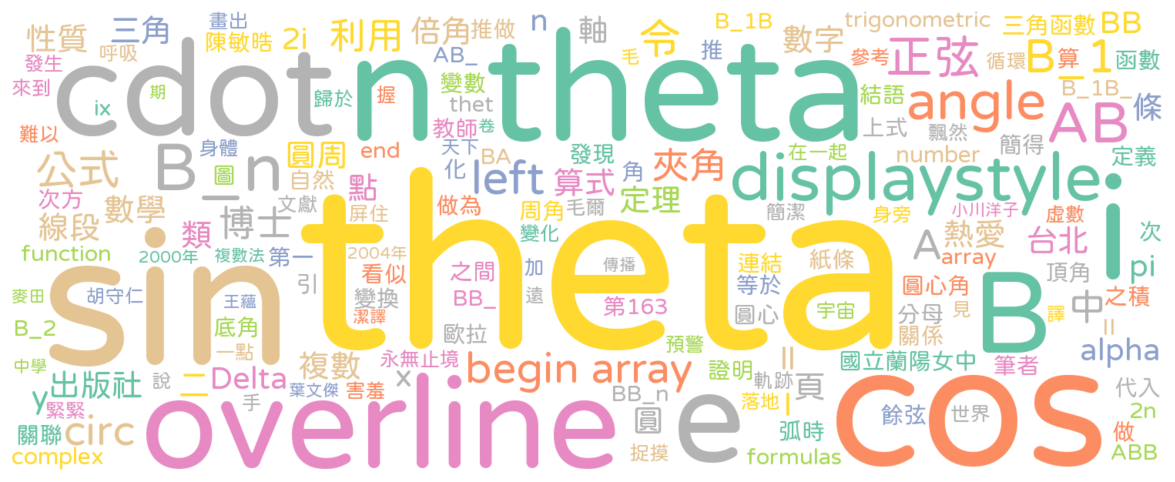 性質 三角 畫出 陳敏晧 2i 利用 倍角 推做 n 軸 令 B_1B 推 數字 trigonometric 三角函數 BB
發生 呼吸 AB_ 毛 正弦 參考 循環 B_1 算 函數
來到 ix cdot 期 歸於 握 變數 n theta 結語 angle B_1B_ 條
難以 thet 教師 卷 上式 飄然 簡得 AB
公式 B_n 身體 圓周 end 天下 BA 發現 夾角 在一起 number 定義
次方 圖 自然 點 化 left 算式 角 定理 displaystyle i
線段 數學 類 博士 文獻 屏住 做為 周角 毛爾 簡潔 身旁 小川洋子 虛數 次
function 2000年 複數法 第一 2004年 變化 A 熱愛 台北
sin theta 引 看似 之間 加 傳播 連結 紙條 array 頂角 pi
麥田 胡守仁 王蘊 變換 BB_ 遠 第163 等於 圓心角 B 中 之積
B_2 底角 潔譯 歐拉 圓心 宇宙 分母 見 譯
中學 一點 複數 永無止境 預警 關係 II alpha
y 出版社 說 二 Delta 葉文傑 害羞 x begin array 證明 II 軌跡 頁 國立蘭陽女中 筆者 代入
緊緊 手 overline BB_n 落地 l e cos 餘弦 世界 2n
關聯 circ 圓 弧時 做
complex 捉摸 formulas ABB